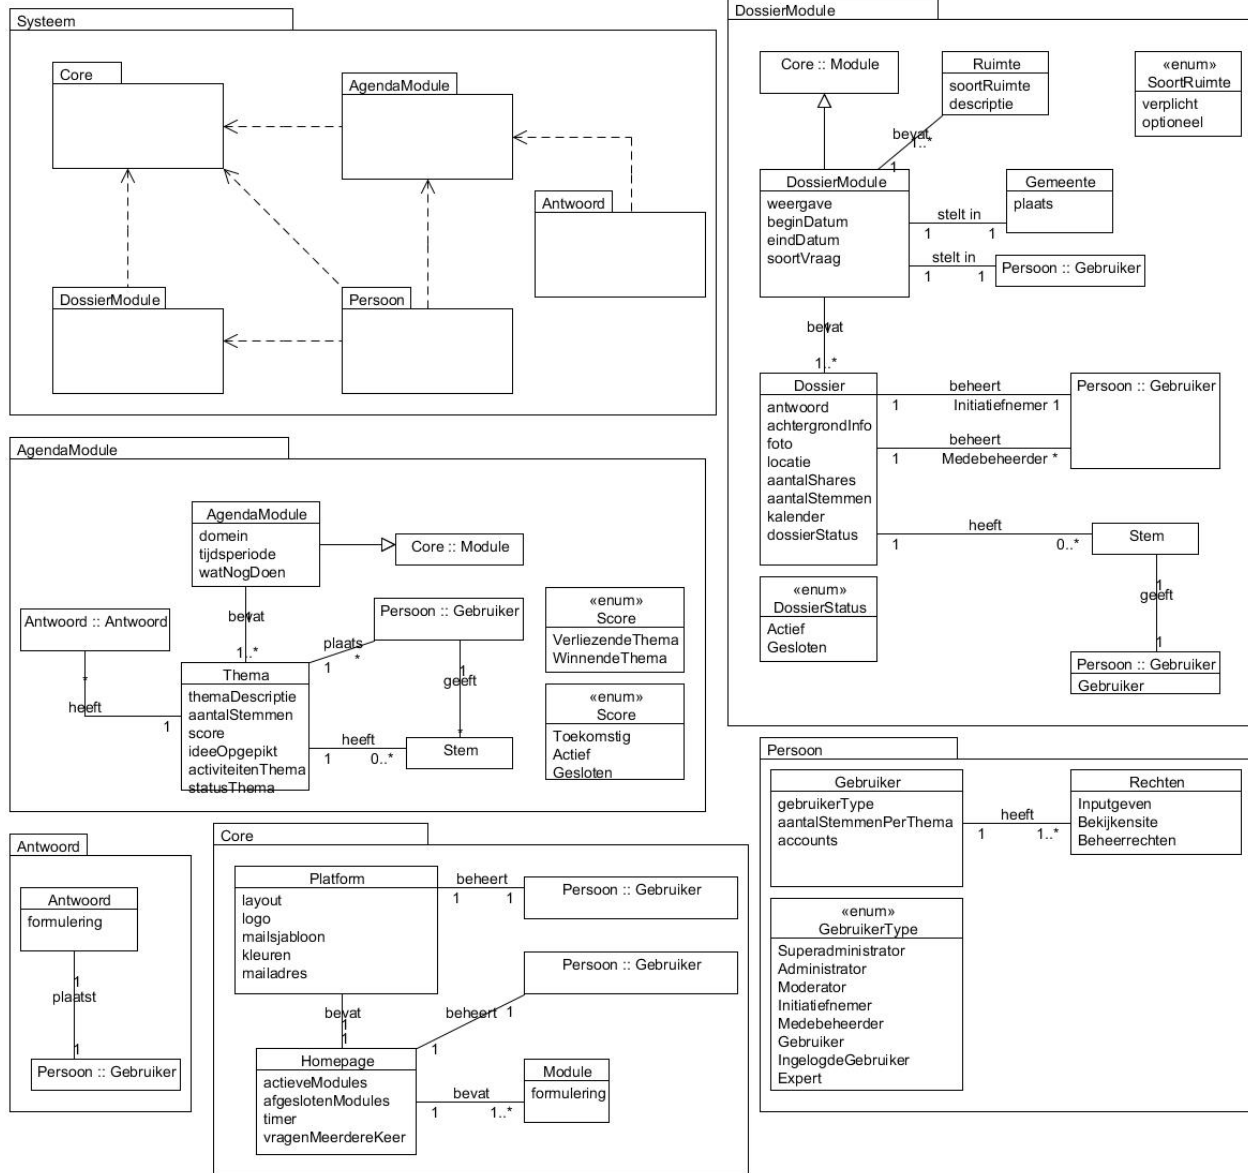 Systeem
Core
AgendaModule
Antwoord
DossierModule
Persoon
DossierModule
Core :: Module
Ruimte
soortRuimte
descriptie
«enum»
SoortRuimte
verplicht
optioneel
bevat
1..*
1
DossierModule
weergave
beginDatum
eindDatum
soortVraag
stelt in
1 1
Gemeente
plaats
stelt in
1 1
Persoon :: Gebruiker
bevat
1
1..*
Dossier
antwoord
achtergrondInfo
foto
locatie
aantalShares
aantalStemmen
kalender
dossierStatus
beheert
1 Initiatiefnemer 1
beheert
1 Medebeheerder *
Persoon :: Gebruiker
heeft
1 0..*
Stem
1
geeft
1
Persoon :: Gebruiker
Gebruiker
«enum»
DossierStatus
Actief
Gesloten
AgendaModule
AgendaModule
domein
tijdsperiode
watNogDoen
Core :: Module
bevat
1
1..*
Antwoord :: Antwoord
*
heeft
1
Thema
themaDescriptie
aantalStemmen
score
ideeOpgepikt
activiteitenThema
statusThema
plaats
1 *
Persoon :: Gebruiker
1
geeft
*
heeft
1 0..*
Stem
«enum»
Score
VerliezendeThema
WinnendeThema
«enum»
Score
Toekomstig
Actief
Gesloten
Antwoord
Antwoord
formulering
1
plaatst
1
Persoon :: Gebruiker
Core
Platform
layout
logo
mailsjabloon
kleuren
mailadres
beheert
1 1
Persoon :: Gebruiker
bevat
1
1
beheert
1 1
Persoon :: Gebruiker
Homepage
actieveModules
afgeslotenModules
timer
vragenMeerdereKeer
bevat
1 1..*
Module
formulering
Persoon
Gebruiker
gebruikerType
aantalStemmenPerThema
accounts
heeft
1 1..*
Rechten
Inputgeven
Bekijkensite
Beheerrechten
«enum»
GebruikerType
Superadministrator
Administrator
Moderator
Initiatiefnemer
Medebeheerder
Gebruiker
IngelogdeGebruiker
Expert